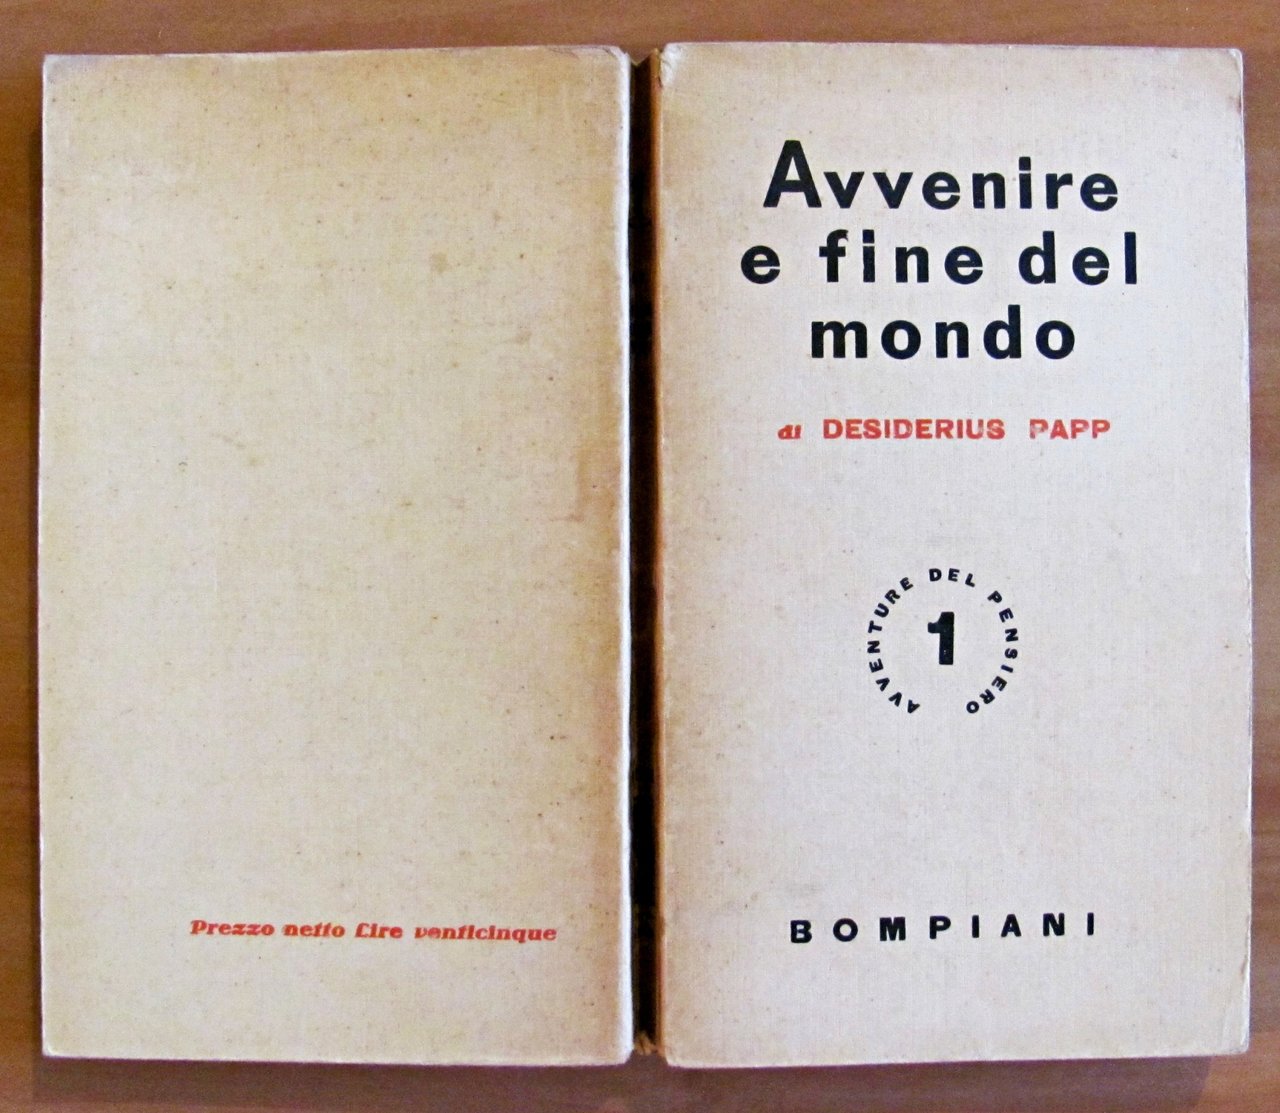 Avvenire
e fine del
mondo
di DESIDERIUS PAPP
AVVENTURE DEL PENSIERO
1
BOMPIANI
Prezzo netto Lire venticinque